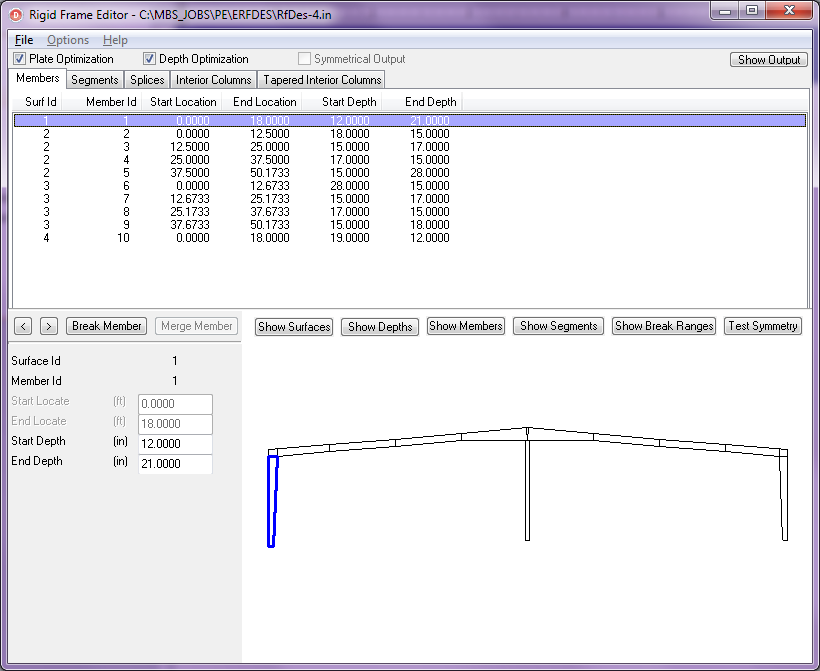 Rigid Frame Editor - C:\MBS_JOBS\PE\ERFDES\RfDes-4.in
File Options Help
Plate Optimization Depth Optimization Symmetrical Output Show Output
Members Segments Splices Interior Columns Tapered Interior Columns
Surf Id Member Id Start Location End Location Start Depth End Depth
1 1 0.0000 18.0000 12.0000 21.0000
2 2 0.0000 12.5000 18.0000 15.0000
2 3 12.5000 25.0000 15.0000 17.0000
2 4 25.0000 37.5000 17.0000 15.0000
2 5 37.5000 50.1733 15.0000 28.0000
3 6 0.0000 12.6733 28.0000 15.0000
3 7 12.6733 25.1733 15.0000 17.0000
3 8 25.1733 37.6733 17.0000 15.0000
3 9 37.6733 50.1733 15.0000 18.0000
4 10 0.0000 18.0000 19.0000 12.0000
< > Break Member Merge Member Show Surfaces Show Depths Show Members Show Segments Show Break Ranges Test Symmetry
Surface Id 1
Member Id 1
Start Locate (ft) 0.0000
End Locate (ft) 18.0000
Start Depth (in) 12.0000
End Depth (in) 21.0000